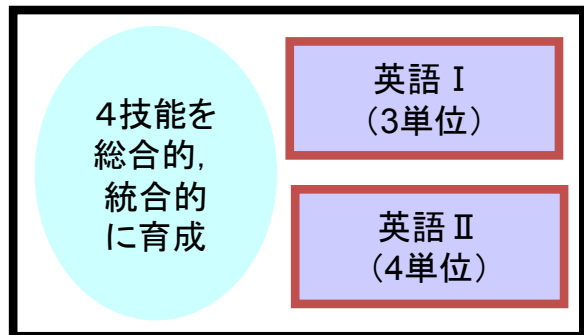 ４技能を
総合的，
統合的
に育成
英語Ⅰ
（3単位）
英語Ⅱ
（4単位）